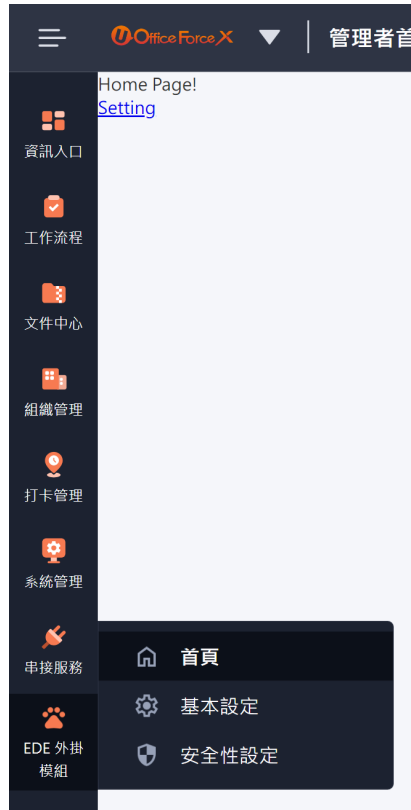 U-Office Force X
管理者首
Home Page!
Setting
資訊入口
工作流程
文件中心
組織管理
打卡管理
系統管理
串接服務
EDE 外掛
模組
首頁
基本設定
安全性設定